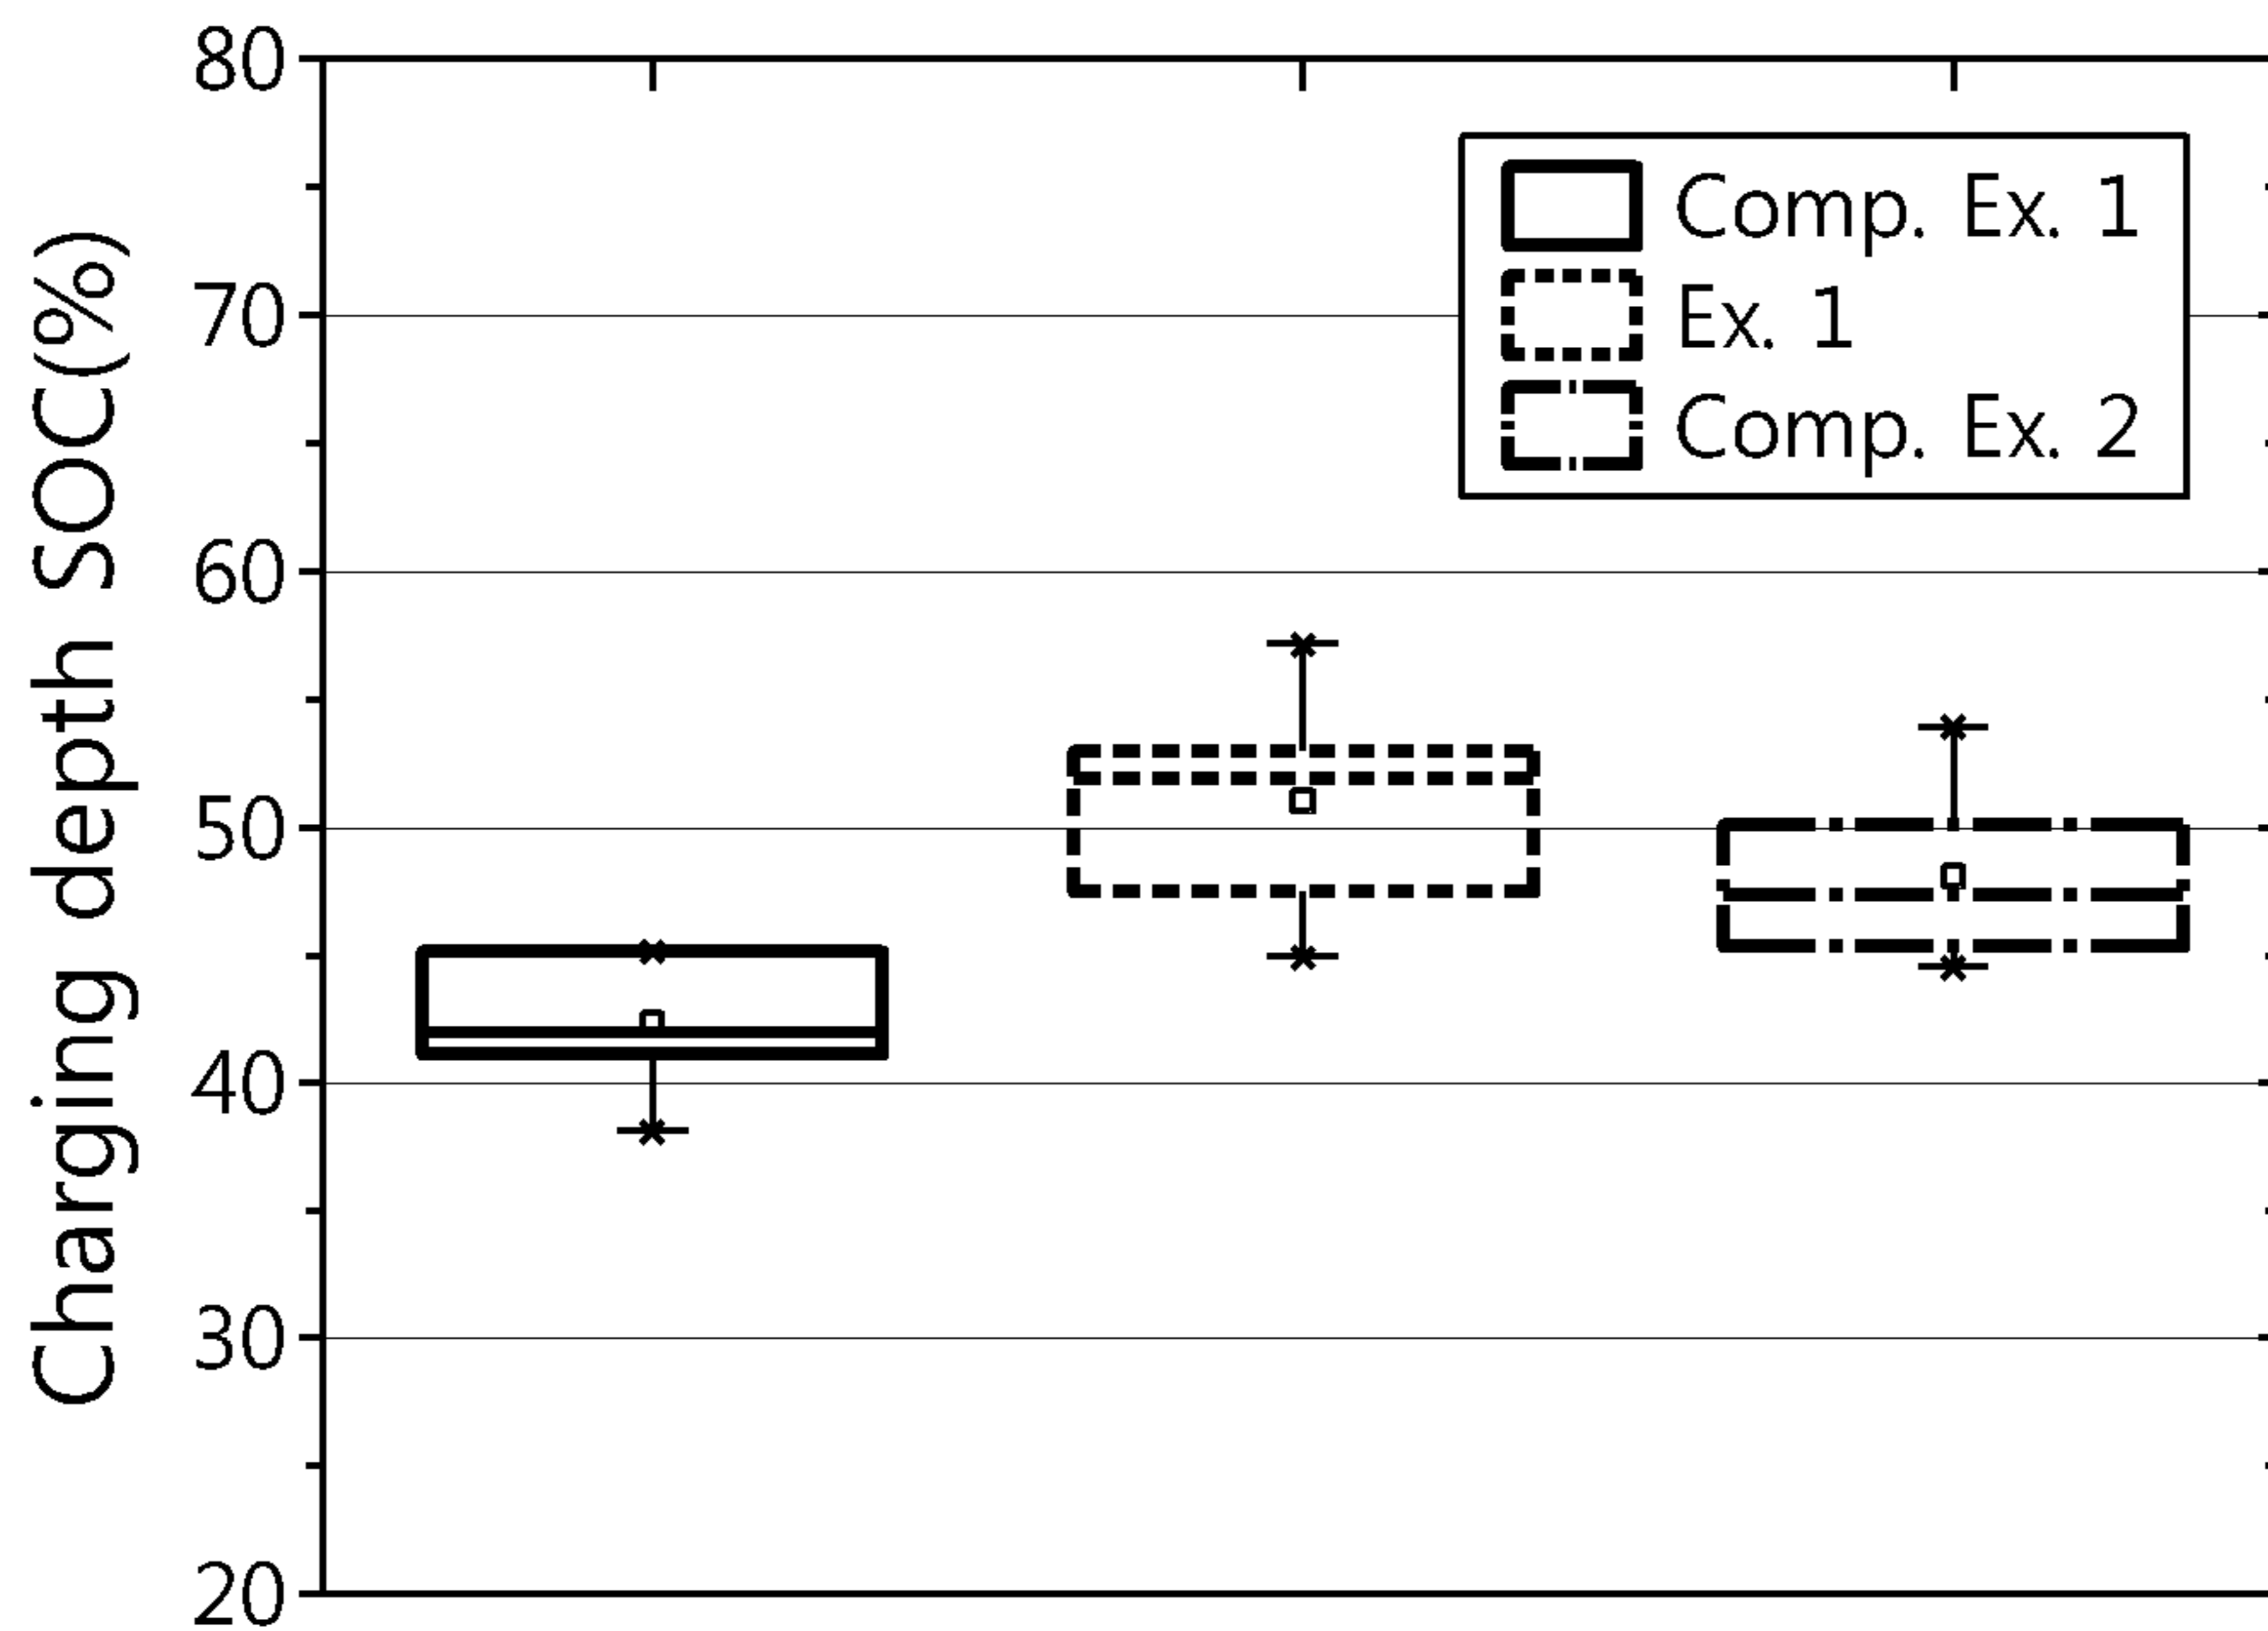 Charging depth SOC(%)
80
70
60
50
40
30
20
Comp. Ex. 1
Ex. 1
Comp. Ex. 2